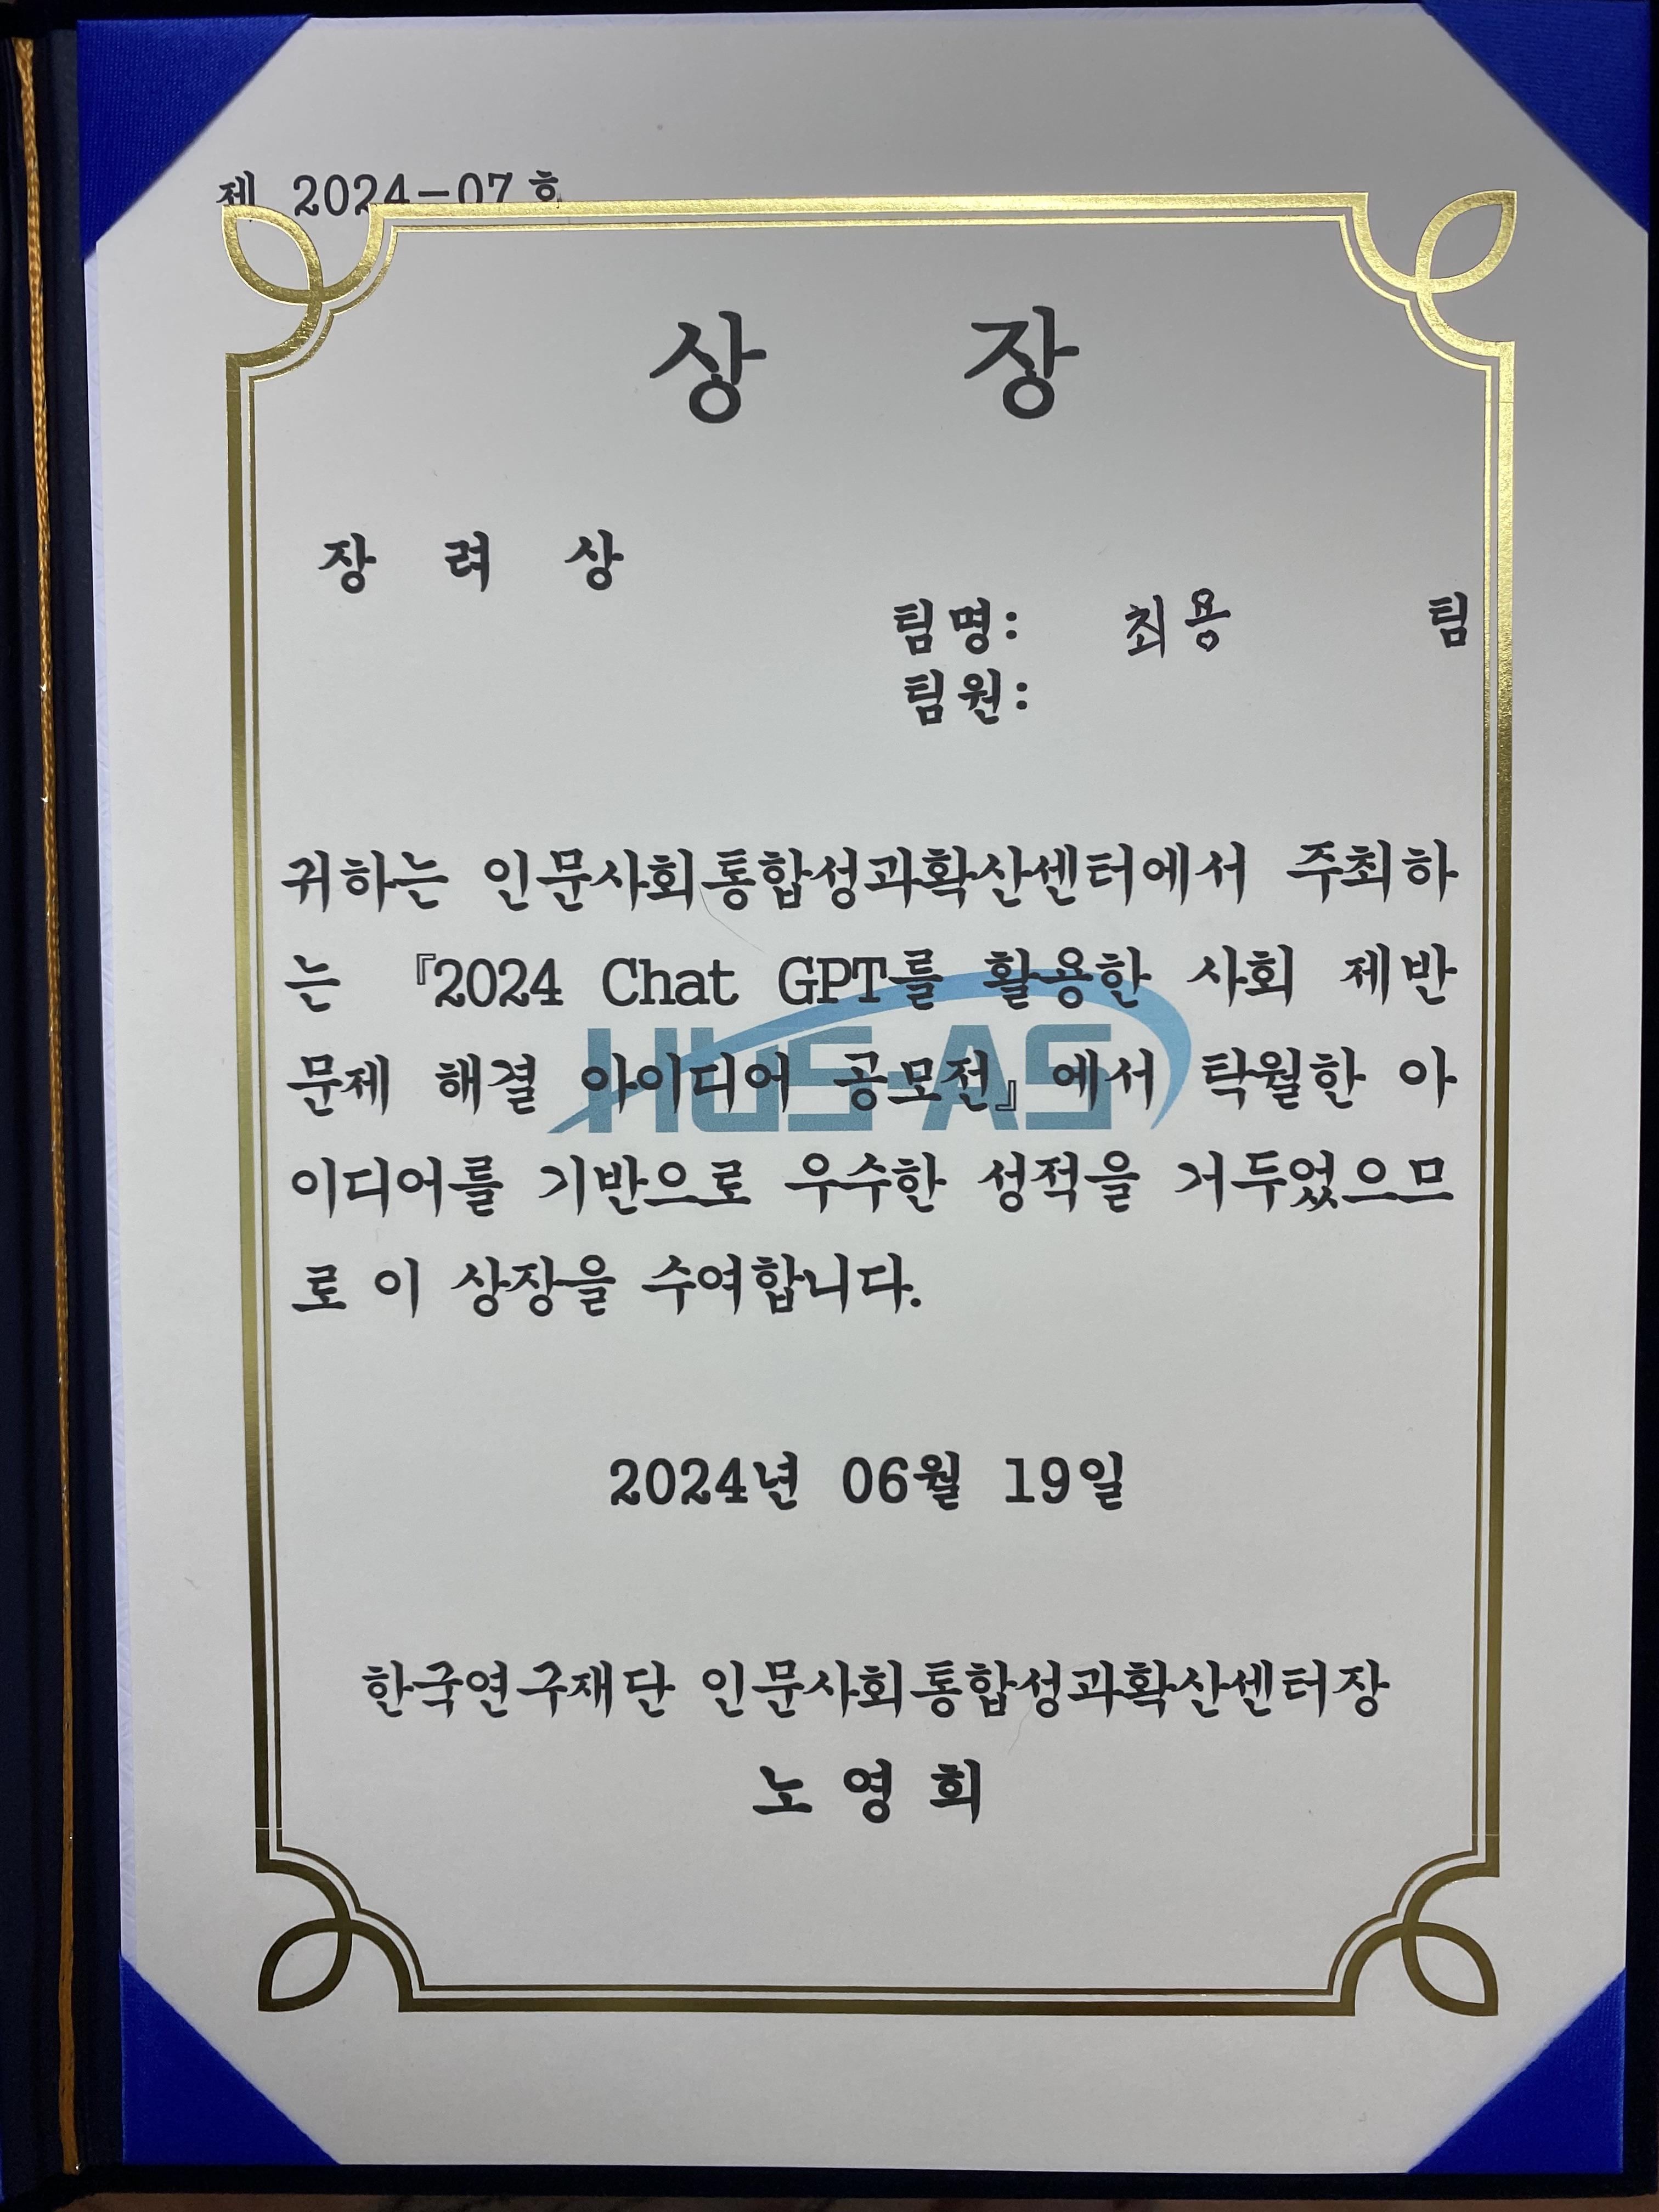 제 2024-07호
상 장
장 려 상
팀명: 최용 팀
팀원:
귀하는 인문사회통합성과확산센터에서 주최하
는 『2024 Chat GPT를 활용한 사회 제반
문제 해결 아이디어 공모전』에서 탁월한 아
이디어를 기반으로 우수한 성적을 거두었으므
로 이 상장을 수여합니다.
HUS-AS
2024년 06월 19일
한국연구재단 인문사회통합성과확산센터장
노 영 희